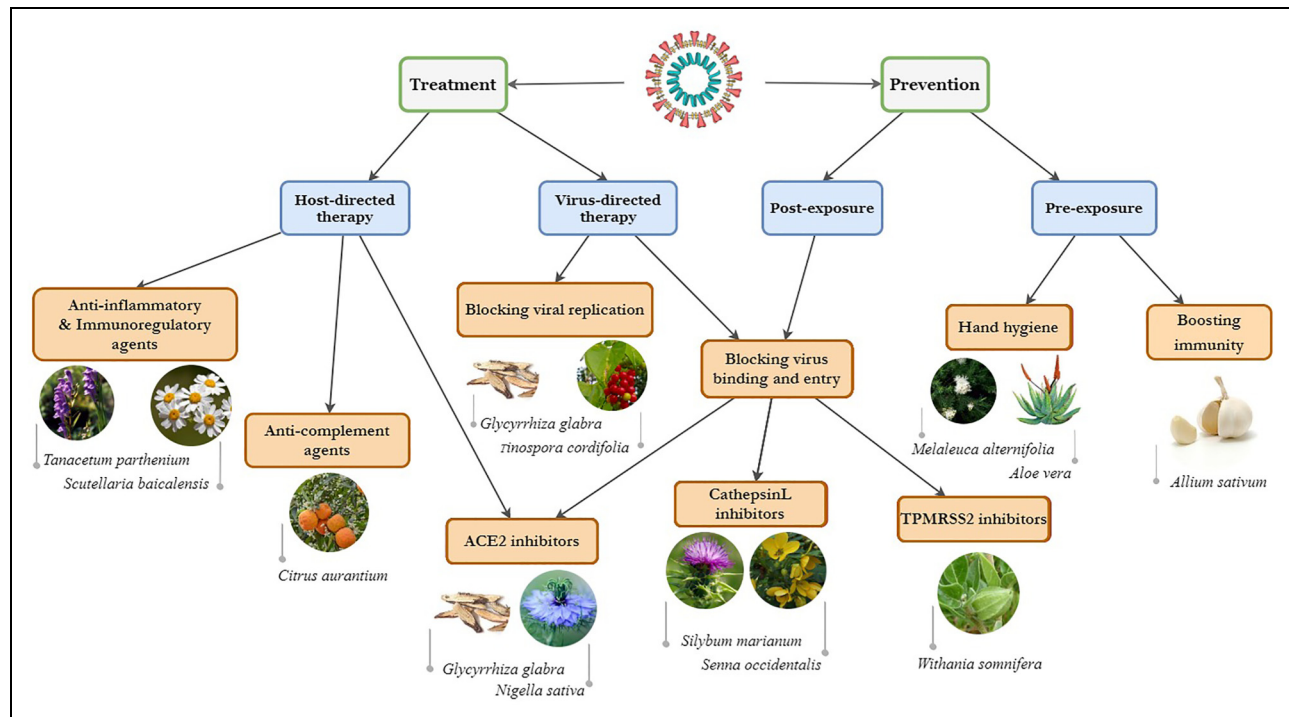 Treatment
Prevention
Host-directed
therapy
Virus-directed
therapy
Post-exposure
Pre-exposure
Anti-inflammatory
& Immunoregulatory
agents
Blocking viral replication
Hand hygiene
Boosting
immunity
Blocking virus
binding and entry
Glycyrrhiza glabra
Tinospora cordifolia
Anti-complement
agents
Melaleuca alternifolia
Aloe vera
Allium sativum
Tanacetum parthenium
Scutellaria baicalensis
CathepsinL
inhibitors
TPMRSS2 inhibitors
ACE2 inhibitors
Citrus aurantium
Silybum marianum
Senna occidentalis
Withania somnifera
Glycyrrhiza glabra
Nigella sativa